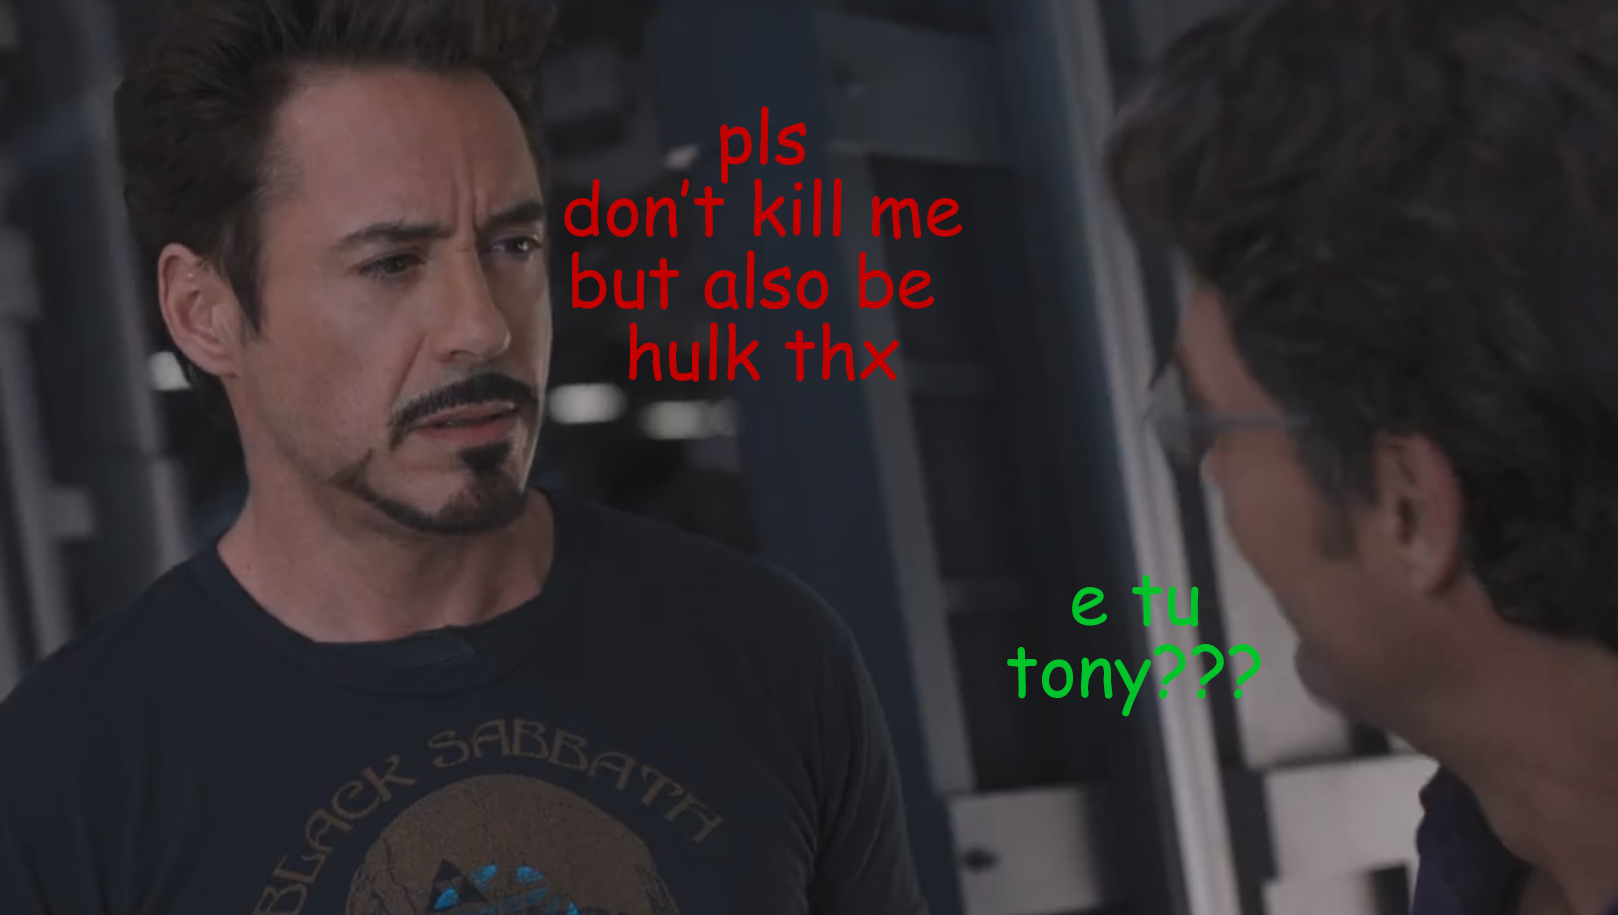 pls
don't kill me
but also be
hulk thx
e tu
tony???
BLACK SABBATH